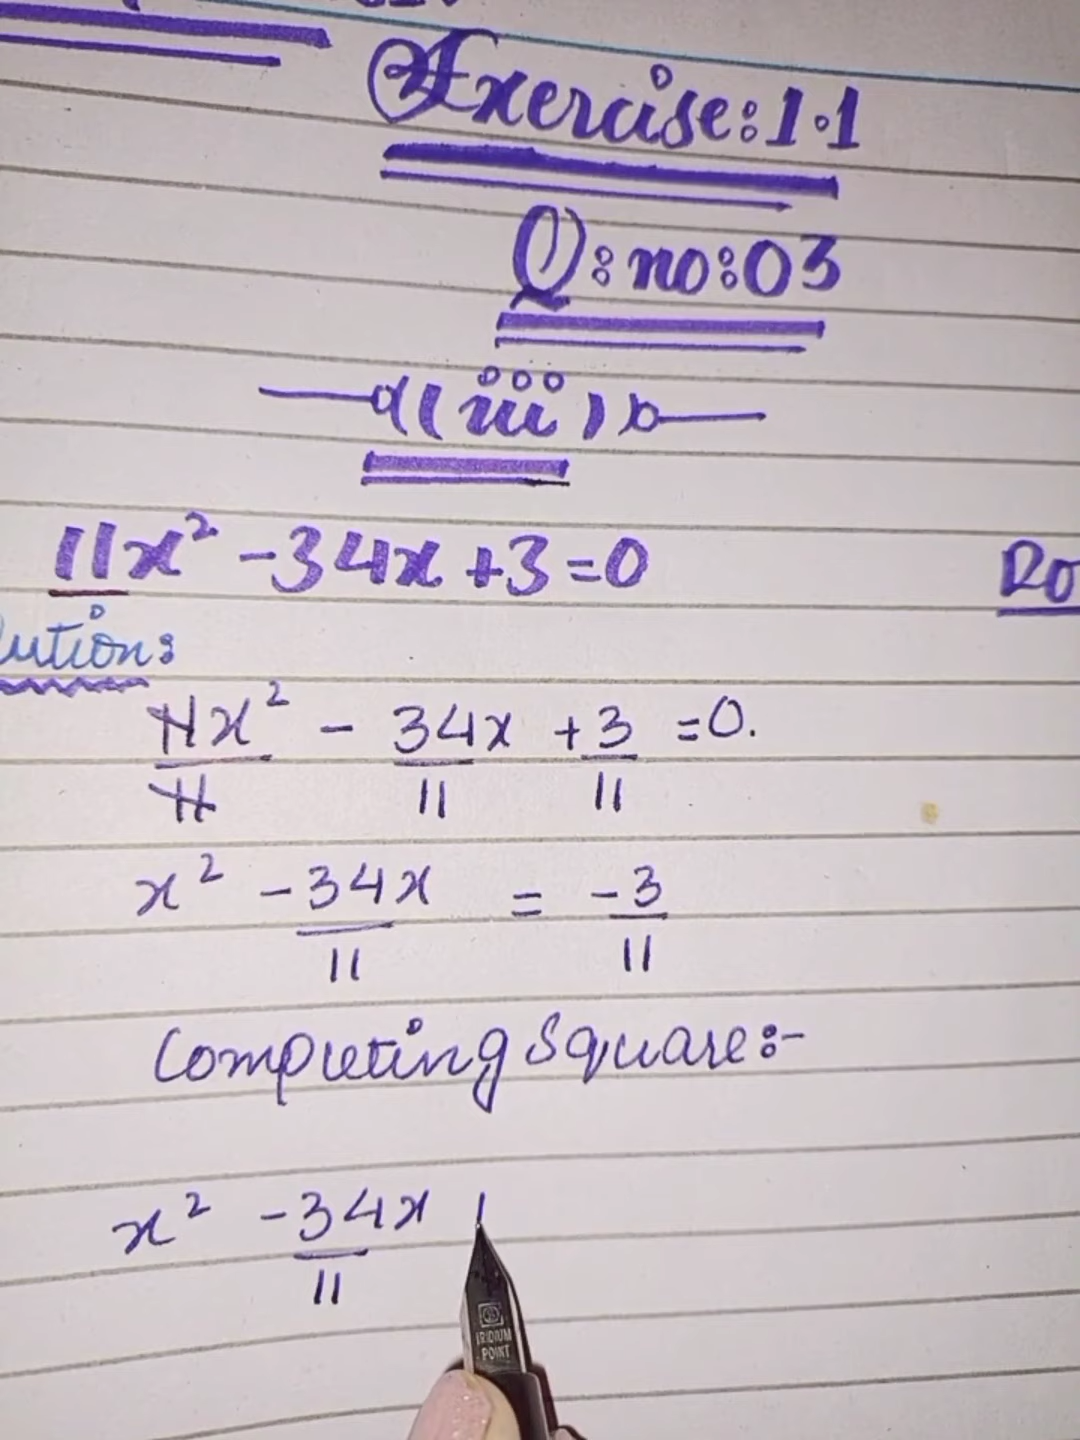 Exercise:1.1
Q:no:03
(iii)
11x² -34x +3=0
Ro
lution:
11x²/11 - 34x/11 + 3/11 =0.
x² -34x/11 = -3/11
Completing Square:-
x² -34x/11
IRIDIUM
POINT